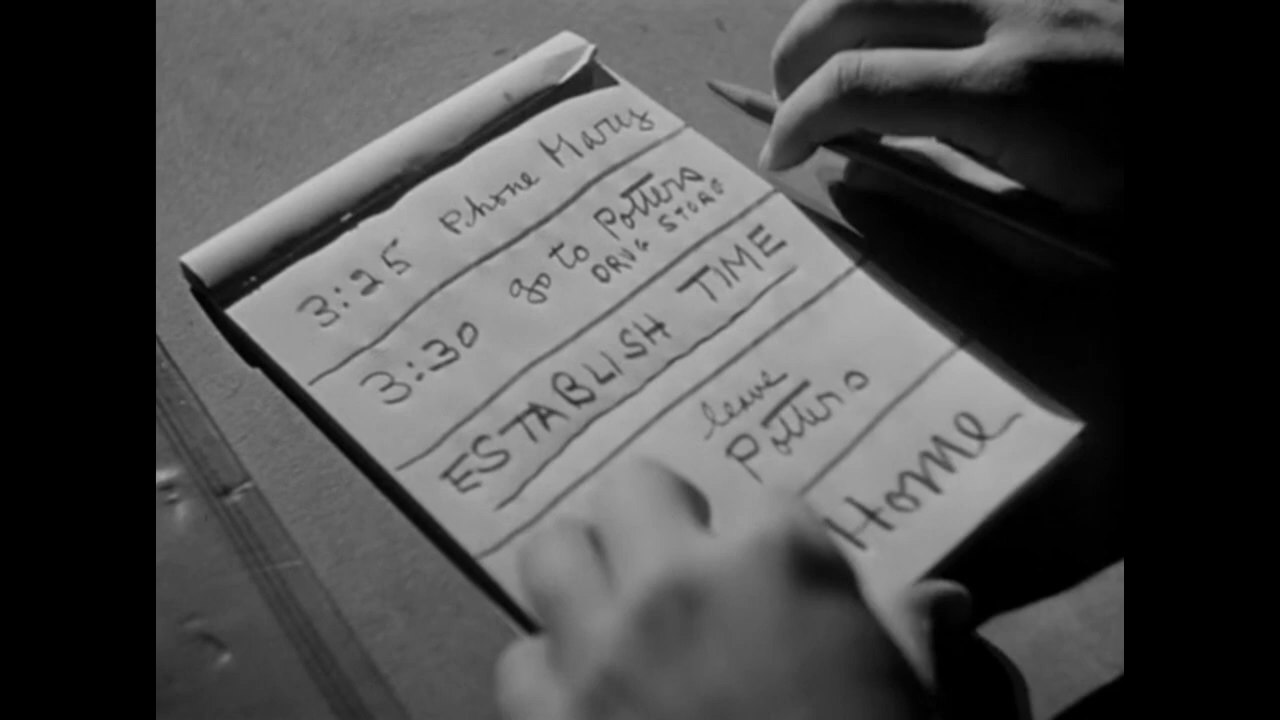 3:25 Phone Mary
3:30 go to Potters
DRUG STORE
ESTABLISH TIME
leave
Potters
Home